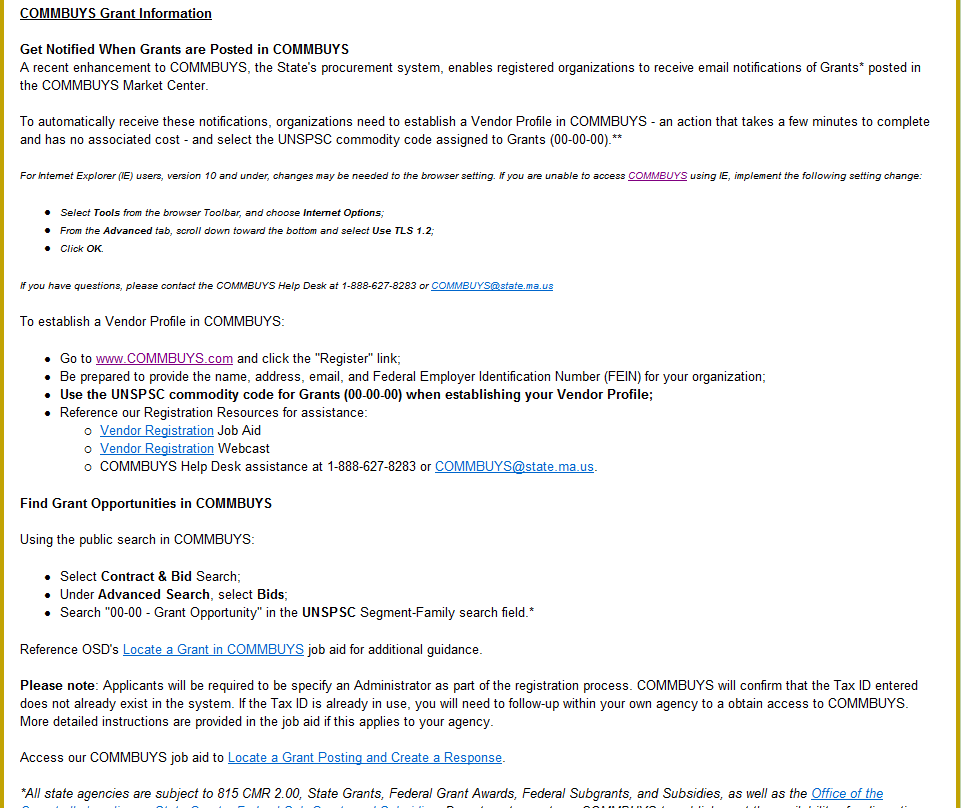 COMMBUYS Grant Information
Get Notified When Grants are Posted in COMMBUYS
A recent enhancement to COMMBUYS, the State's procurement system, enables registered organizations to receive email notifications of Grants* posted in
the COMMBUYS Market Center.
To automatically receive these notifications, organizations need to establish a Vendor Profile in COMMBUYS - an action that takes a few minutes to complete
and has no associated cost - and select the UNSPSC commodity code assigned to Grants (00-00-00).**
For Internet Explorer (IE) users, version 10 and under, changes may be needed to the browser setting. If you are unable to access COMMBUYS using IE, implement the following setting change:
• Select Tools from the browser Toolbar, and choose Internet Options;
• From the Advanced tab, scroll down toward the bottom and select Use TLS 1.2;
• Click OK.
If you have questions, please contact the COMMBUYS Help Desk at 1-888-627-8283 or COMMBUYS@state.ma.us
To establish a Vendor Profile in COMMBUYS:
• Go to www.COMMBUYS.com and click the "Register" link;
• Be prepared to provide the name, address, email, and Federal Employer Identification Number (FEIN) for your organization;
• Use the UNSPSC commodity code for Grants (00-00-00) when establishing your Vendor Profile;
• Reference our Registration Resources for assistance:
o Vendor Registration Job Aid
o Vendor Registration Webcast
o COMMBUYS Help Desk assistance at 1-888-627-8283 or COMMBUYS@state.ma.us.
Find Grant Opportunities in COMMBUYS
Using the public search in COMMBUYS:
• Select Contract & Bid Search;
• Under Advanced Search, select Bids;
• Search "00-00 - Grant Opportunity" in the UNSPSC Segment-Family search field.*
Reference OSD's Locate a Grant in COMMBUYS job aid for additional guidance.
Please note: Applicants will be required to be specify an Administrator as part of the registration process. COMMBUYS will confirm that the Tax ID entered
does not already exist in the system. If the Tax ID is already in use, you will need to follow-up within your own agency to a obtain access to COMMBUYS.
More detailed instructions are provided in the job aid if this applies to your agency.
Access our COMMBUYS job aid to Locate a Grant Posting and Create a Response.
*All state agencies are subject to 815 CMR 2.00, State Grants, Federal Grant Awards, Federal Subgrants, and Subsidies, as well as the Office of the